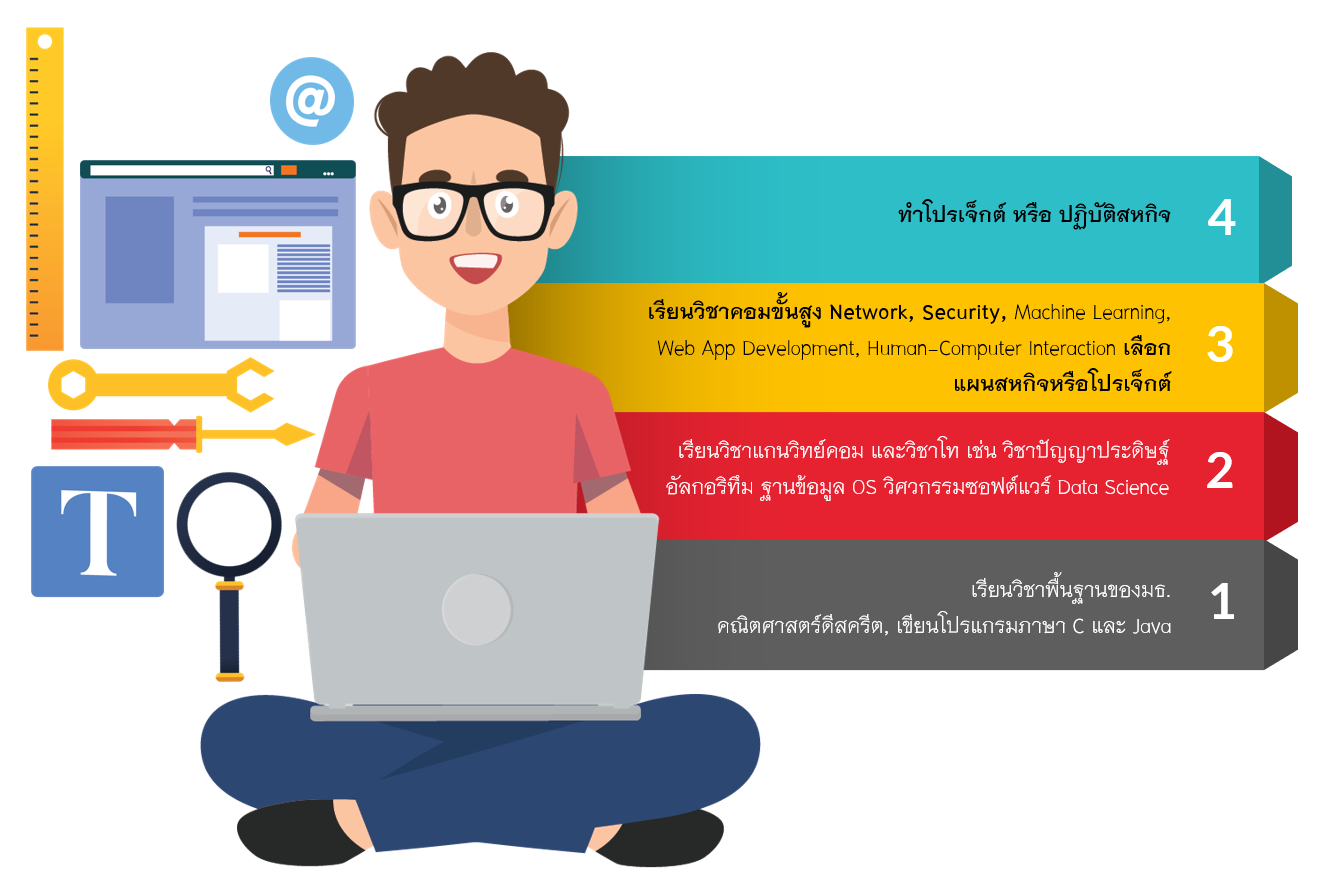 @
ทำโปรเจ็กต์ หรือ ปฏิบัติสหกิจ 4
เรียนวิชาคอมขั้นสูง Network, Security, Machine Learning,
Web App Development, Human-Computer Interaction เลือก 3
แผนสหกิจหรือโปรเจ็กต์
เรียนวิชาแกนวิทย์คอม และวิชาโท เช่น วิชาปัญญาประดิษฐ์
อัลกอริทึม ฐานข้อมูล OS วิศวกรรมซอฟต์แวร์ Data Science 2
T
เรียนวิชาพื้นฐานของมธ. 1
คณิตศาสตร์ดีสครีต, เขียนโปรแกรมภาษา C และ Java